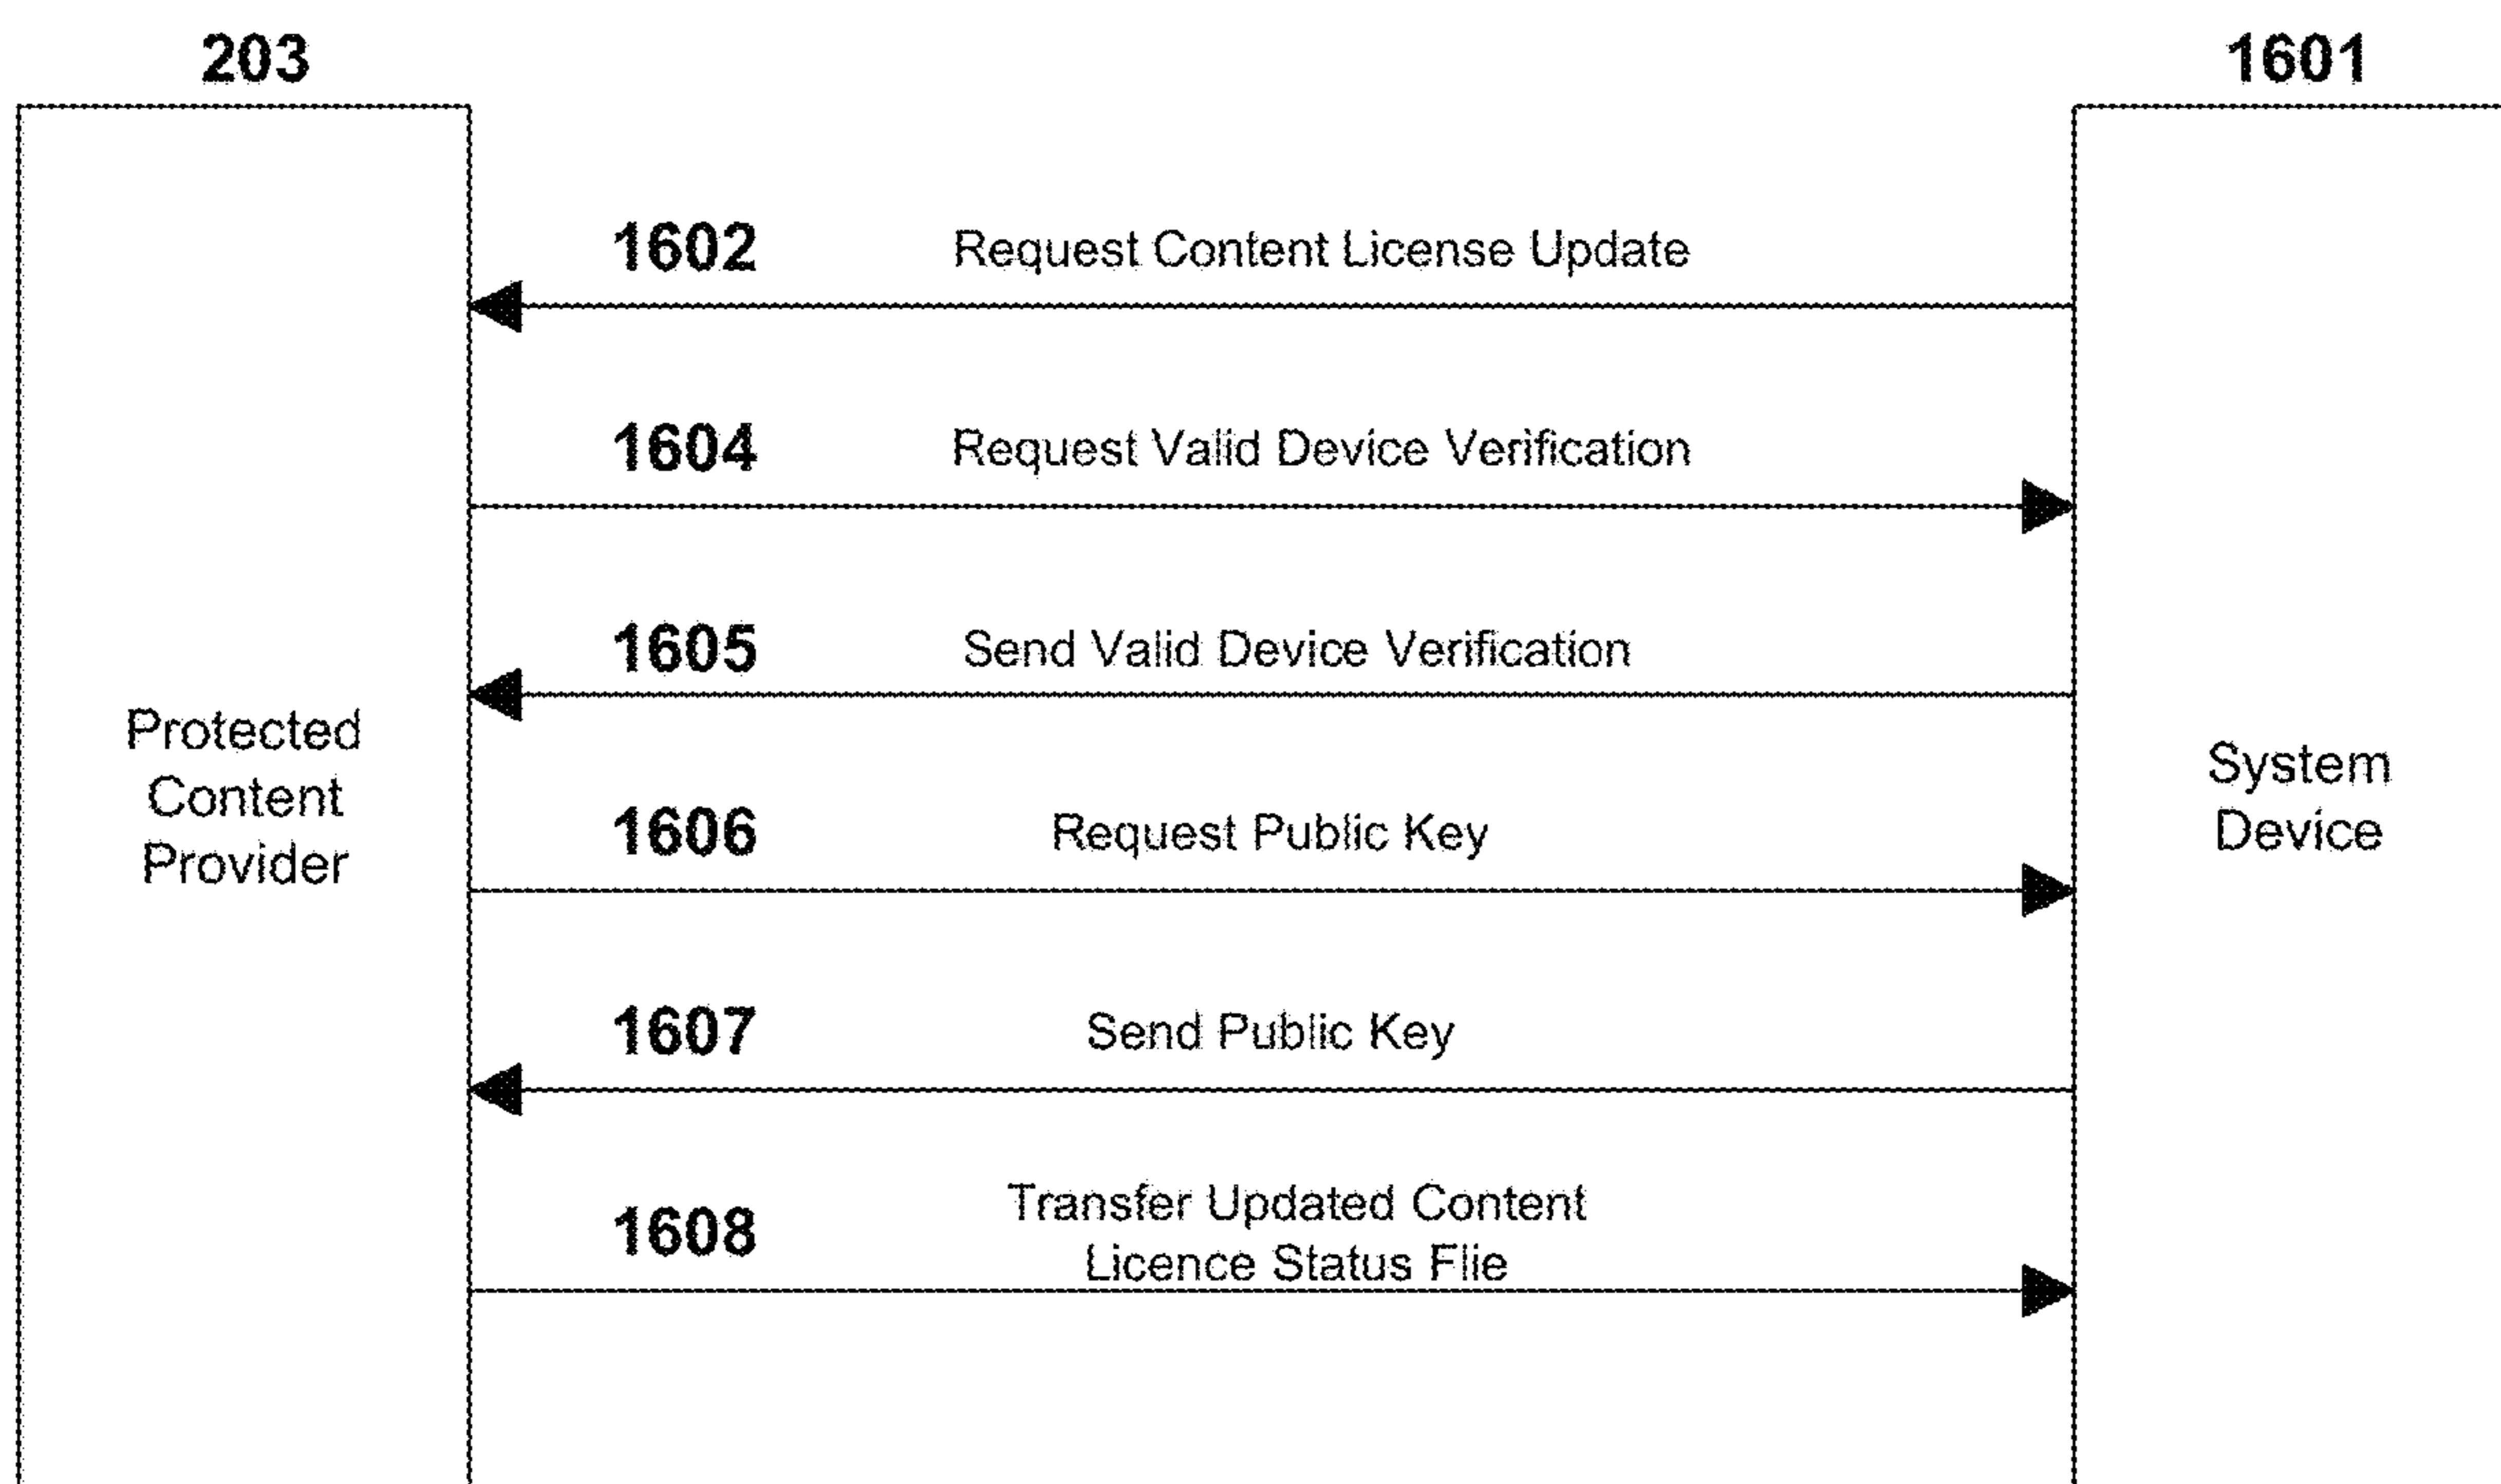 203
1601
1602 Request Content License Update
1604 Request Valid Device Verification
1605 Send Valid Device Verification
Protected
Content
Provider
System
Device
1606 Request Public Key
1607 Send Public Key
1608 Transfer Updated Content
Licence Status Flie